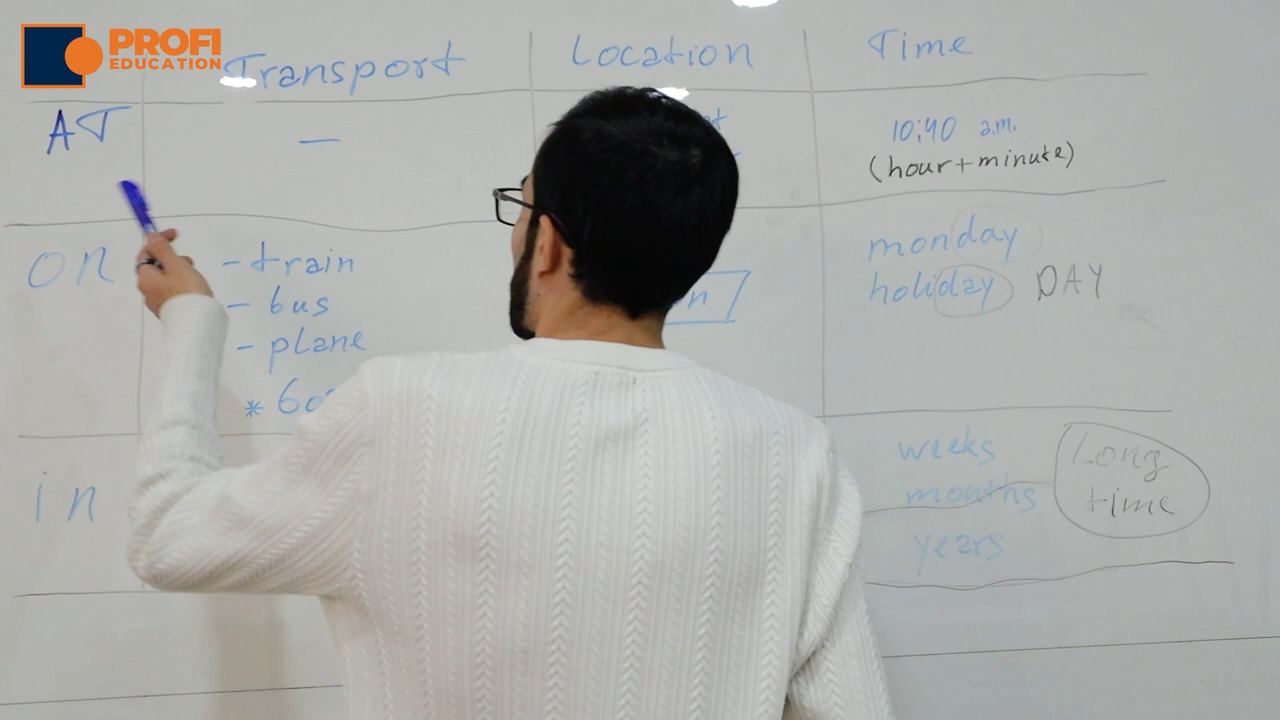 PROFI
EDUCATION
Transport
Location
Time
AT
—
10:40 a.m.
(hour+minute)
on
- train
- bus
- plane
*
monday
holiday DAY
in
weeks
months
years
Long
time